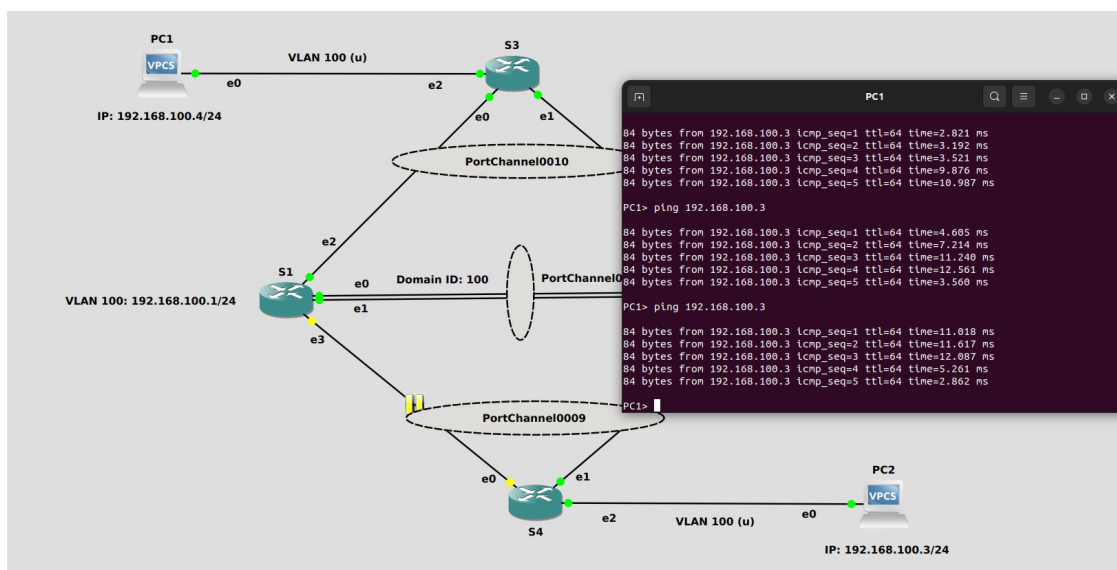 PC1
VPCS
VLAN 100 (u)
e0
e2
IP: 192.168.100.4/24
S3
e0
e1
PortChannel0010
e2
S1
VLAN 100: 192.168.100.1/24
e0
Domain ID: 100
PortChannel0
e1
e3
PortChannel0009
e0
e1
S4
e2
VLAN 100 (u)
e0
PC2
VPCS
IP: 192.168.100.3/24
PC1
84 bytes from 192.168.100.3 icmp_seq=1 ttl=64 time=2.821 ms
84 bytes from 192.168.100.3 icmp_seq=2 ttl=64 time=3.192 ms
84 bytes from 192.168.100.3 icmp_seq=3 ttl=64 time=3.521 ms
84 bytes from 192.168.100.3 icmp_seq=4 ttl=64 time=9.876 ms
84 bytes from 192.168.100.3 icmp_seq=5 ttl=64 time=10.987 ms
PC1> ping 192.168.100.3
84 bytes from 192.168.100.3 icmp_seq=1 ttl=64 time=4.605 ms
84 bytes from 192.168.100.3 icmp_seq=2 ttl=64 time=7.214 ms
84 bytes from 192.168.100.3 icmp_seq=3 ttl=64 time=11.240 ms
84 bytes from 192.168.100.3 icmp_seq=4 ttl=64 time=12.561 ms
84 bytes from 192.168.100.3 icmp_seq=5 ttl=64 time=3.560 ms
PC1> ping 192.168.100.3
84 bytes from 192.168.100.3 icmp_seq=1 ttl=64 time=11.018 ms
84 bytes from 192.168.100.3 icmp_seq=2 ttl=64 time=11.617 ms
84 bytes from 192.168.100.3 icmp_seq=3 ttl=64 time=12.087 ms
84 bytes from 192.168.100.3 icmp_seq=4 ttl=64 time=5.261 ms
84 bytes from 192.168.100.3 icmp_seq=5 ttl=64 time=2.862 ms
PC1>